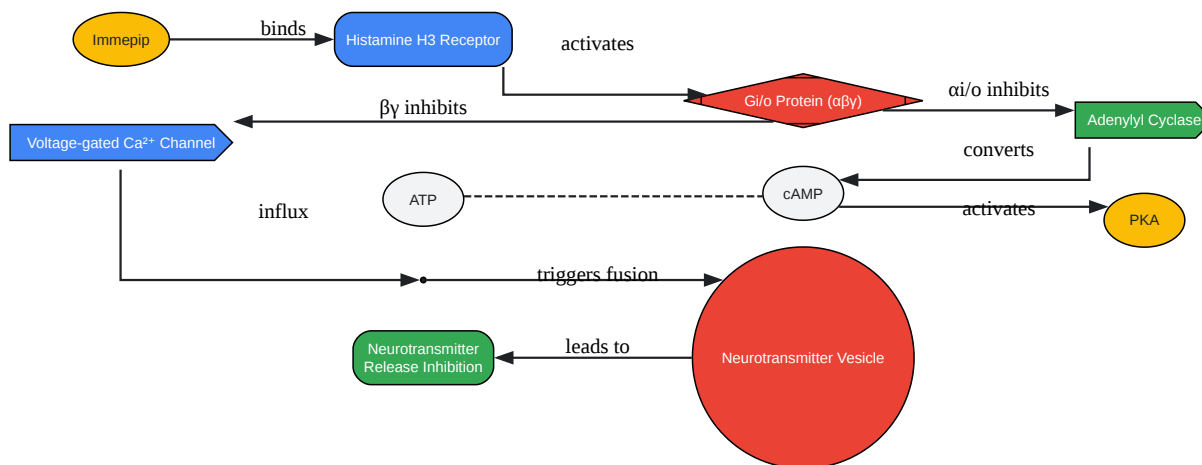 Immepip
binds
Histamine H3 Receptor
activates
Gi/o Protein (αβγ)
αi/o inhibits
Adenylyl Cyclase
βγ inhibits
Voltage-gated Ca²⁺ Channel
converts
ATP
cAMP
activates
PKA
influx
triggers fusion
Neurotransmitter Vesicle
leads to
Neurotransmitter
Release Inhibition